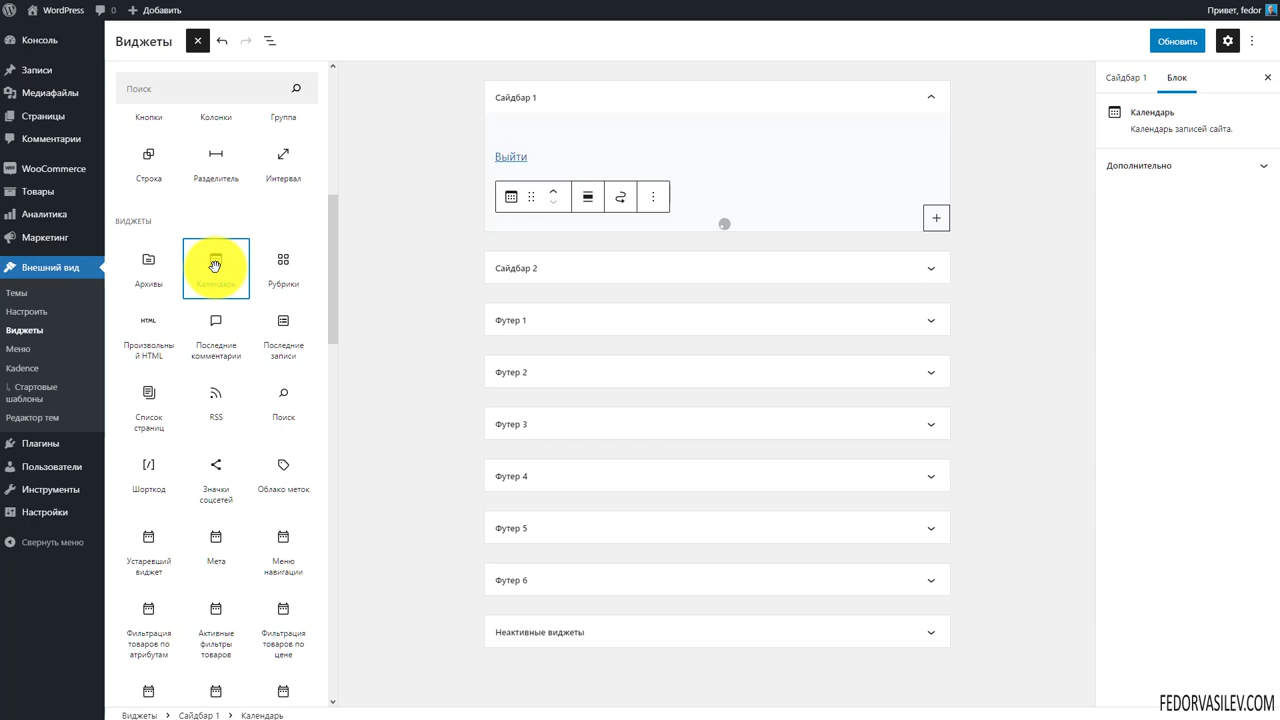 WordPress
0
Добавить
Привет, fedor
Консоль
Записи
Медиафайлы
Страницы
Комментарии
WooCommerce
Товары
Аналитика
Маркетинг
Внешний вид
Темы
Настроить
Виджеты
Меню
Kadence
Стартовые
шаблоны
Редактор тем
Плагины
Пользователи
Инструменты
Настройки
Свернуть меню
Виджеты
Обновить
Поиск
Кнопки
Колонки
Группа
Строка
Разделитель
Интервал
ВИДЖЕТЫ
Архивы
Календарь
Рубрики
HTML
Произвольны
й HTML
Последние
комментарии
Последние
записи
Список
страниц
RSS
Поиск
[/]
Шорткод
Значки
соцсетей
Облако меток
Устаревший
виджет
Мета
Меню
навигации
Фильтрация
товаров по
атрибутам
Активные
фильтры
товаров
Фильтрация
товаров по
цене
Сайдбар 1
Выйти
Сайдбар 2
Футер 1
Футер 2
Футер 3
Футер 4
Футер 5
Футер 6
Неактивные виджеты
Сайдбар 1
Блок
Календарь
Календарь записей сайта.
Дополнительно
Виджеты
Сайдбар 1
Календарь
FEDORVASILEV.COM